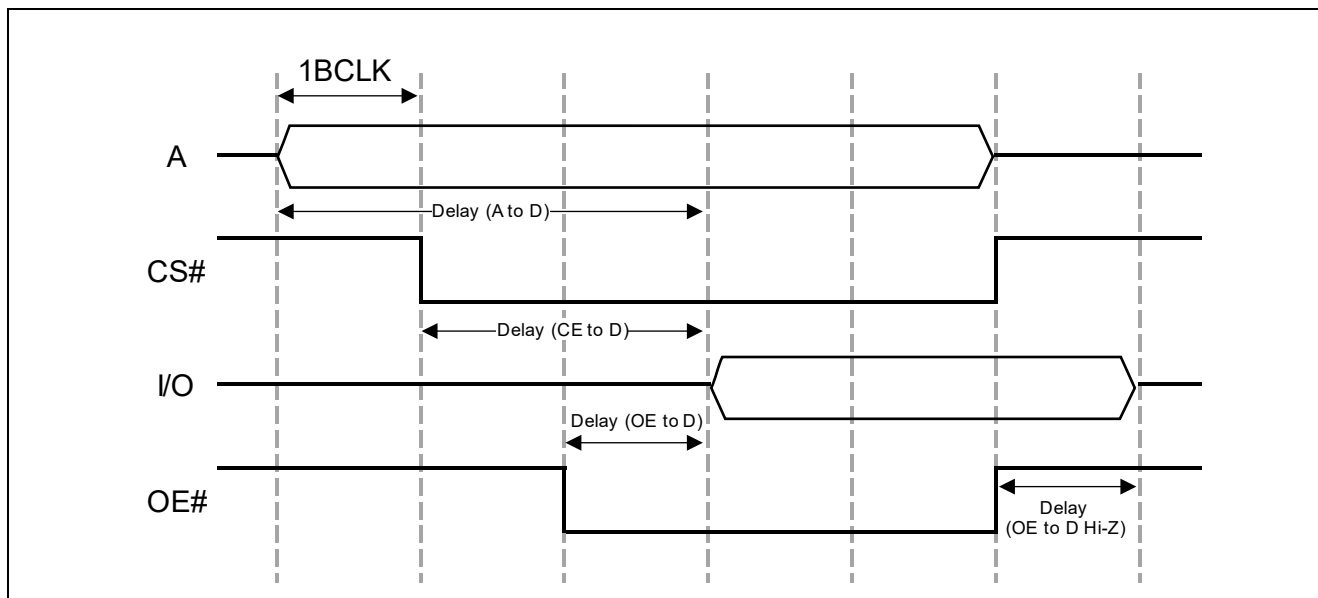 1BCLK
A
Delay (A to D)
CS#
Delay (CE to D)
I/O
Delay (OE to D)
OE#
Delay
(OE to D Hi-Z)